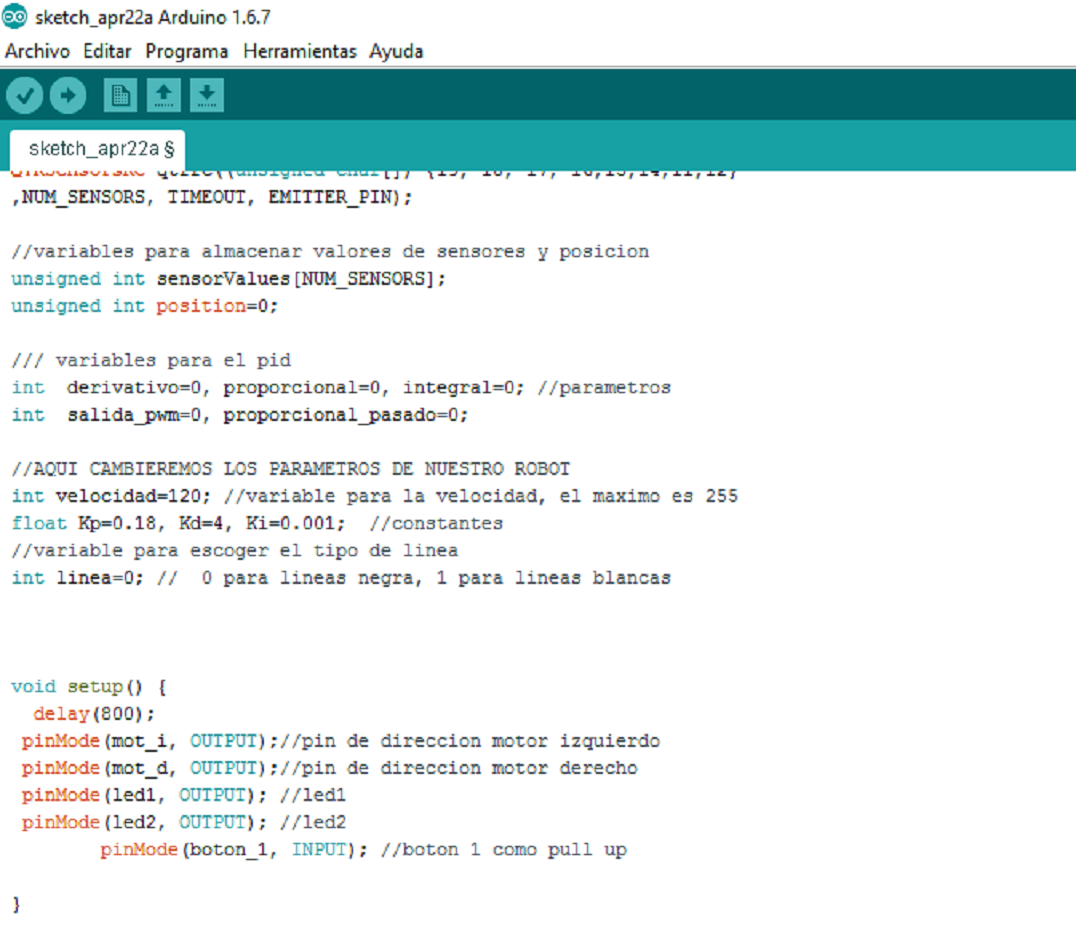 sketch_apr22a Arduino 1.6.7
Archivo Editar Programa Herramientas Ayuda
sketch_apr22a §
,NUM_SENSORS, TIMEOUT, EMITTER_PIN);
//variables para almacenar valores de sensores y posicion
unsigned int sensorValues[NUM_SENSORS];
unsigned int position=0;
/// variables para el pid
int  derivativo=0, proporcional=0, integral=0; //parametros
int  salida_pwm=0, proporcional_pasado=0;
//AQUI CAMBIEREMOS LOS PARAMETROS DE NUESTRO ROBOT
int velocidad=120; //variable para la velocidad, el maximo es 255
float Kp=0.18, Kd=4, Ki=0.001;  //constantes
//variable para escoger el tipo de linea
int linea=0; //  0 para lineas negra, 1 para lineas blancas
void setup() {
  delay(800);
 pinMode(mot_i, OUTPUT);//pin de direccion motor izquierdo
 pinMode(mot_d, OUTPUT);//pin de direccion motor derecho
 pinMode(led1, OUTPUT); //led1
 pinMode(led2, OUTPUT); //led2
        pinMode(boton_1, INPUT); //boton 1 como pull up
}